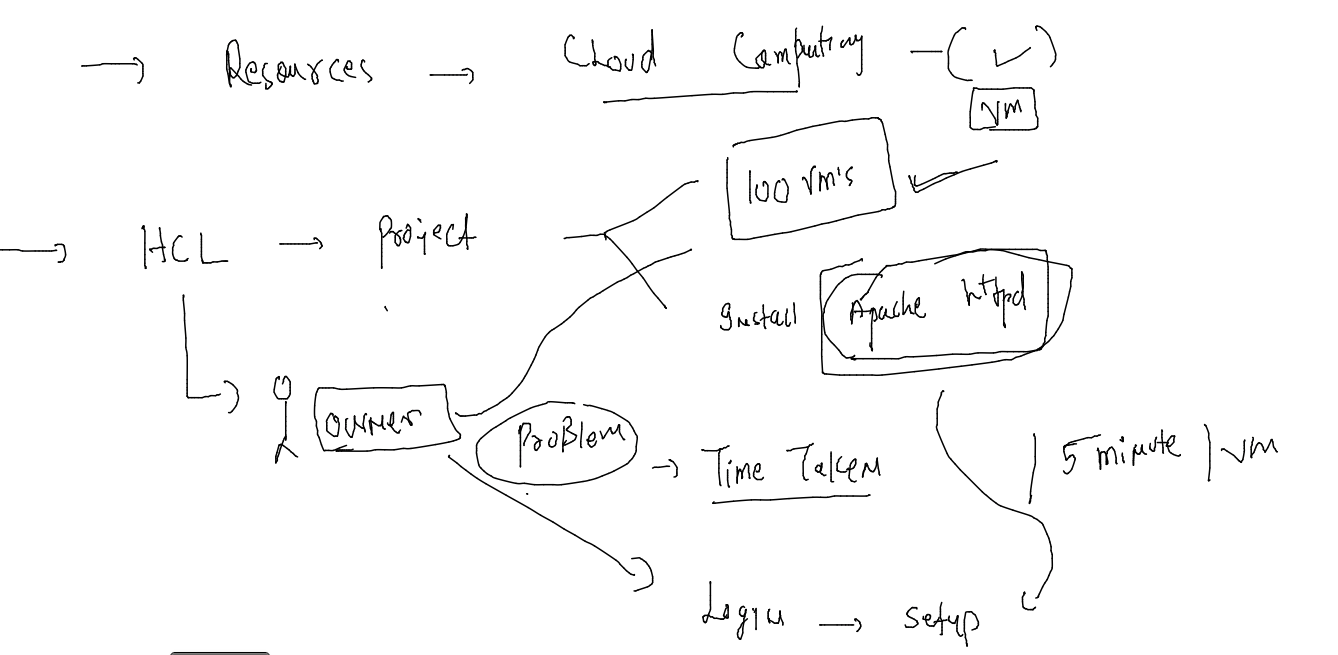 → Resources → Cloud Computing - (✓)
VM
100 VM's ✓
→ HCL → Project
Install Apache httpd
owner
Problem → Time Taken
5 minute | VM
Login → Setup